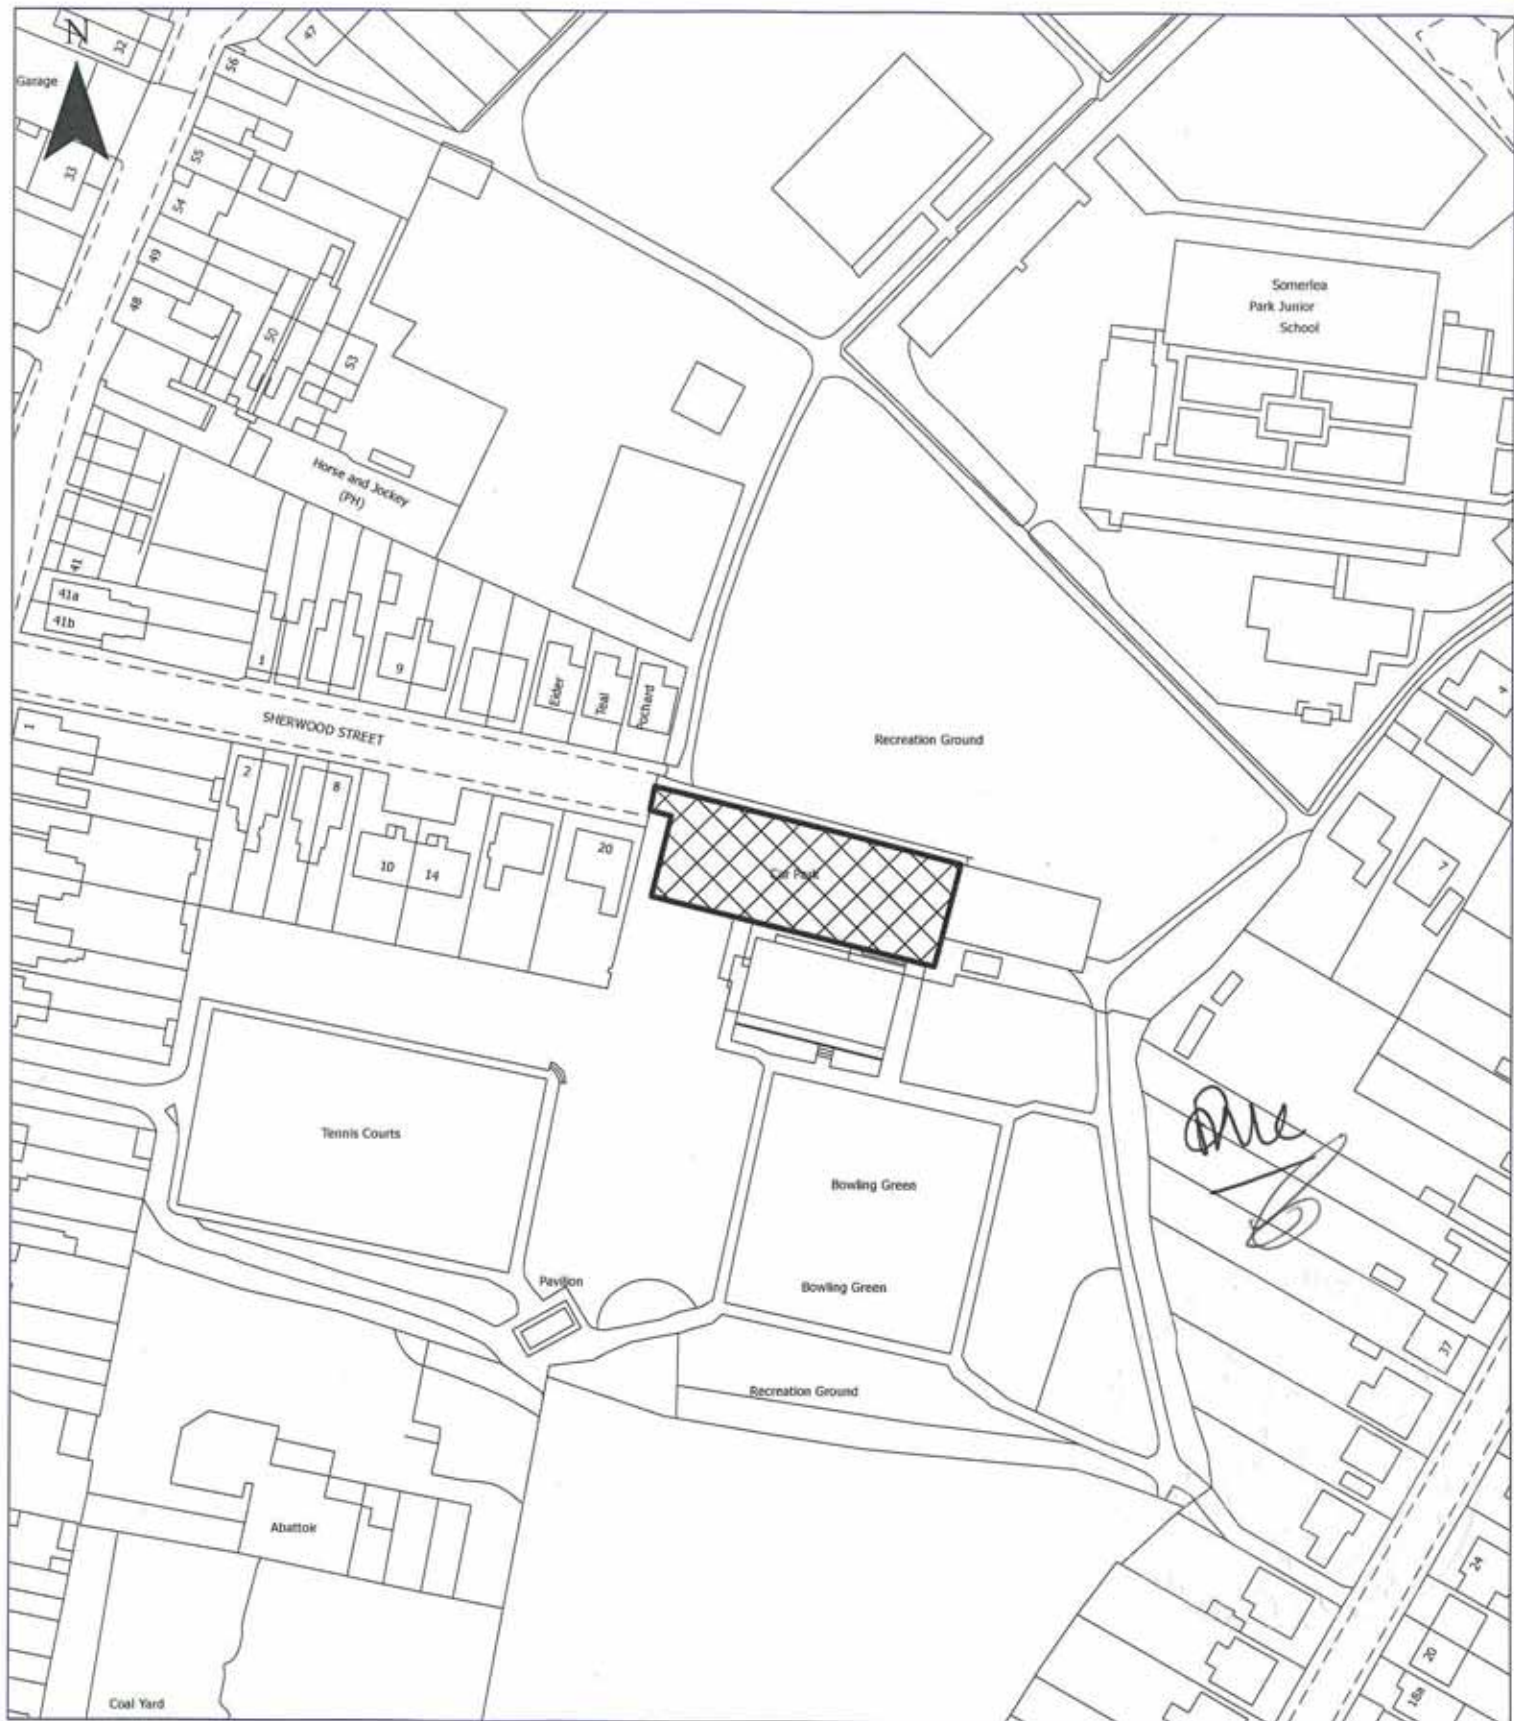 N
32
47
56
Garage
33
55
54
49
48
50
53
Somerlea
Park Junior
School
Horse and Jockey
(PH)
41
41a
41b
1
9
Eider
Teal
Pochard
4
SHERWOOD STREET
Recreation Ground
1
2
8
10
14
20
Car Park
7
Tennis Courts
Bowling Green
Bowling Green
Pavilion
37
Recreation Ground
Abattoir
24
20
18a
Coal Yard